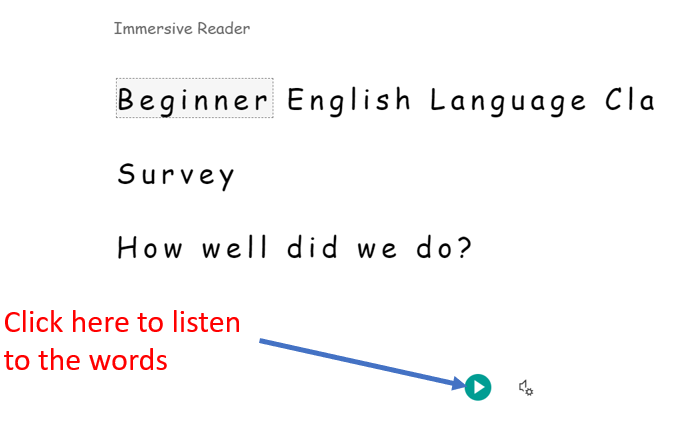 Immersive Reader
Beginner English Language Cla
Survey
How well did we do?
Click here to listen
to the words